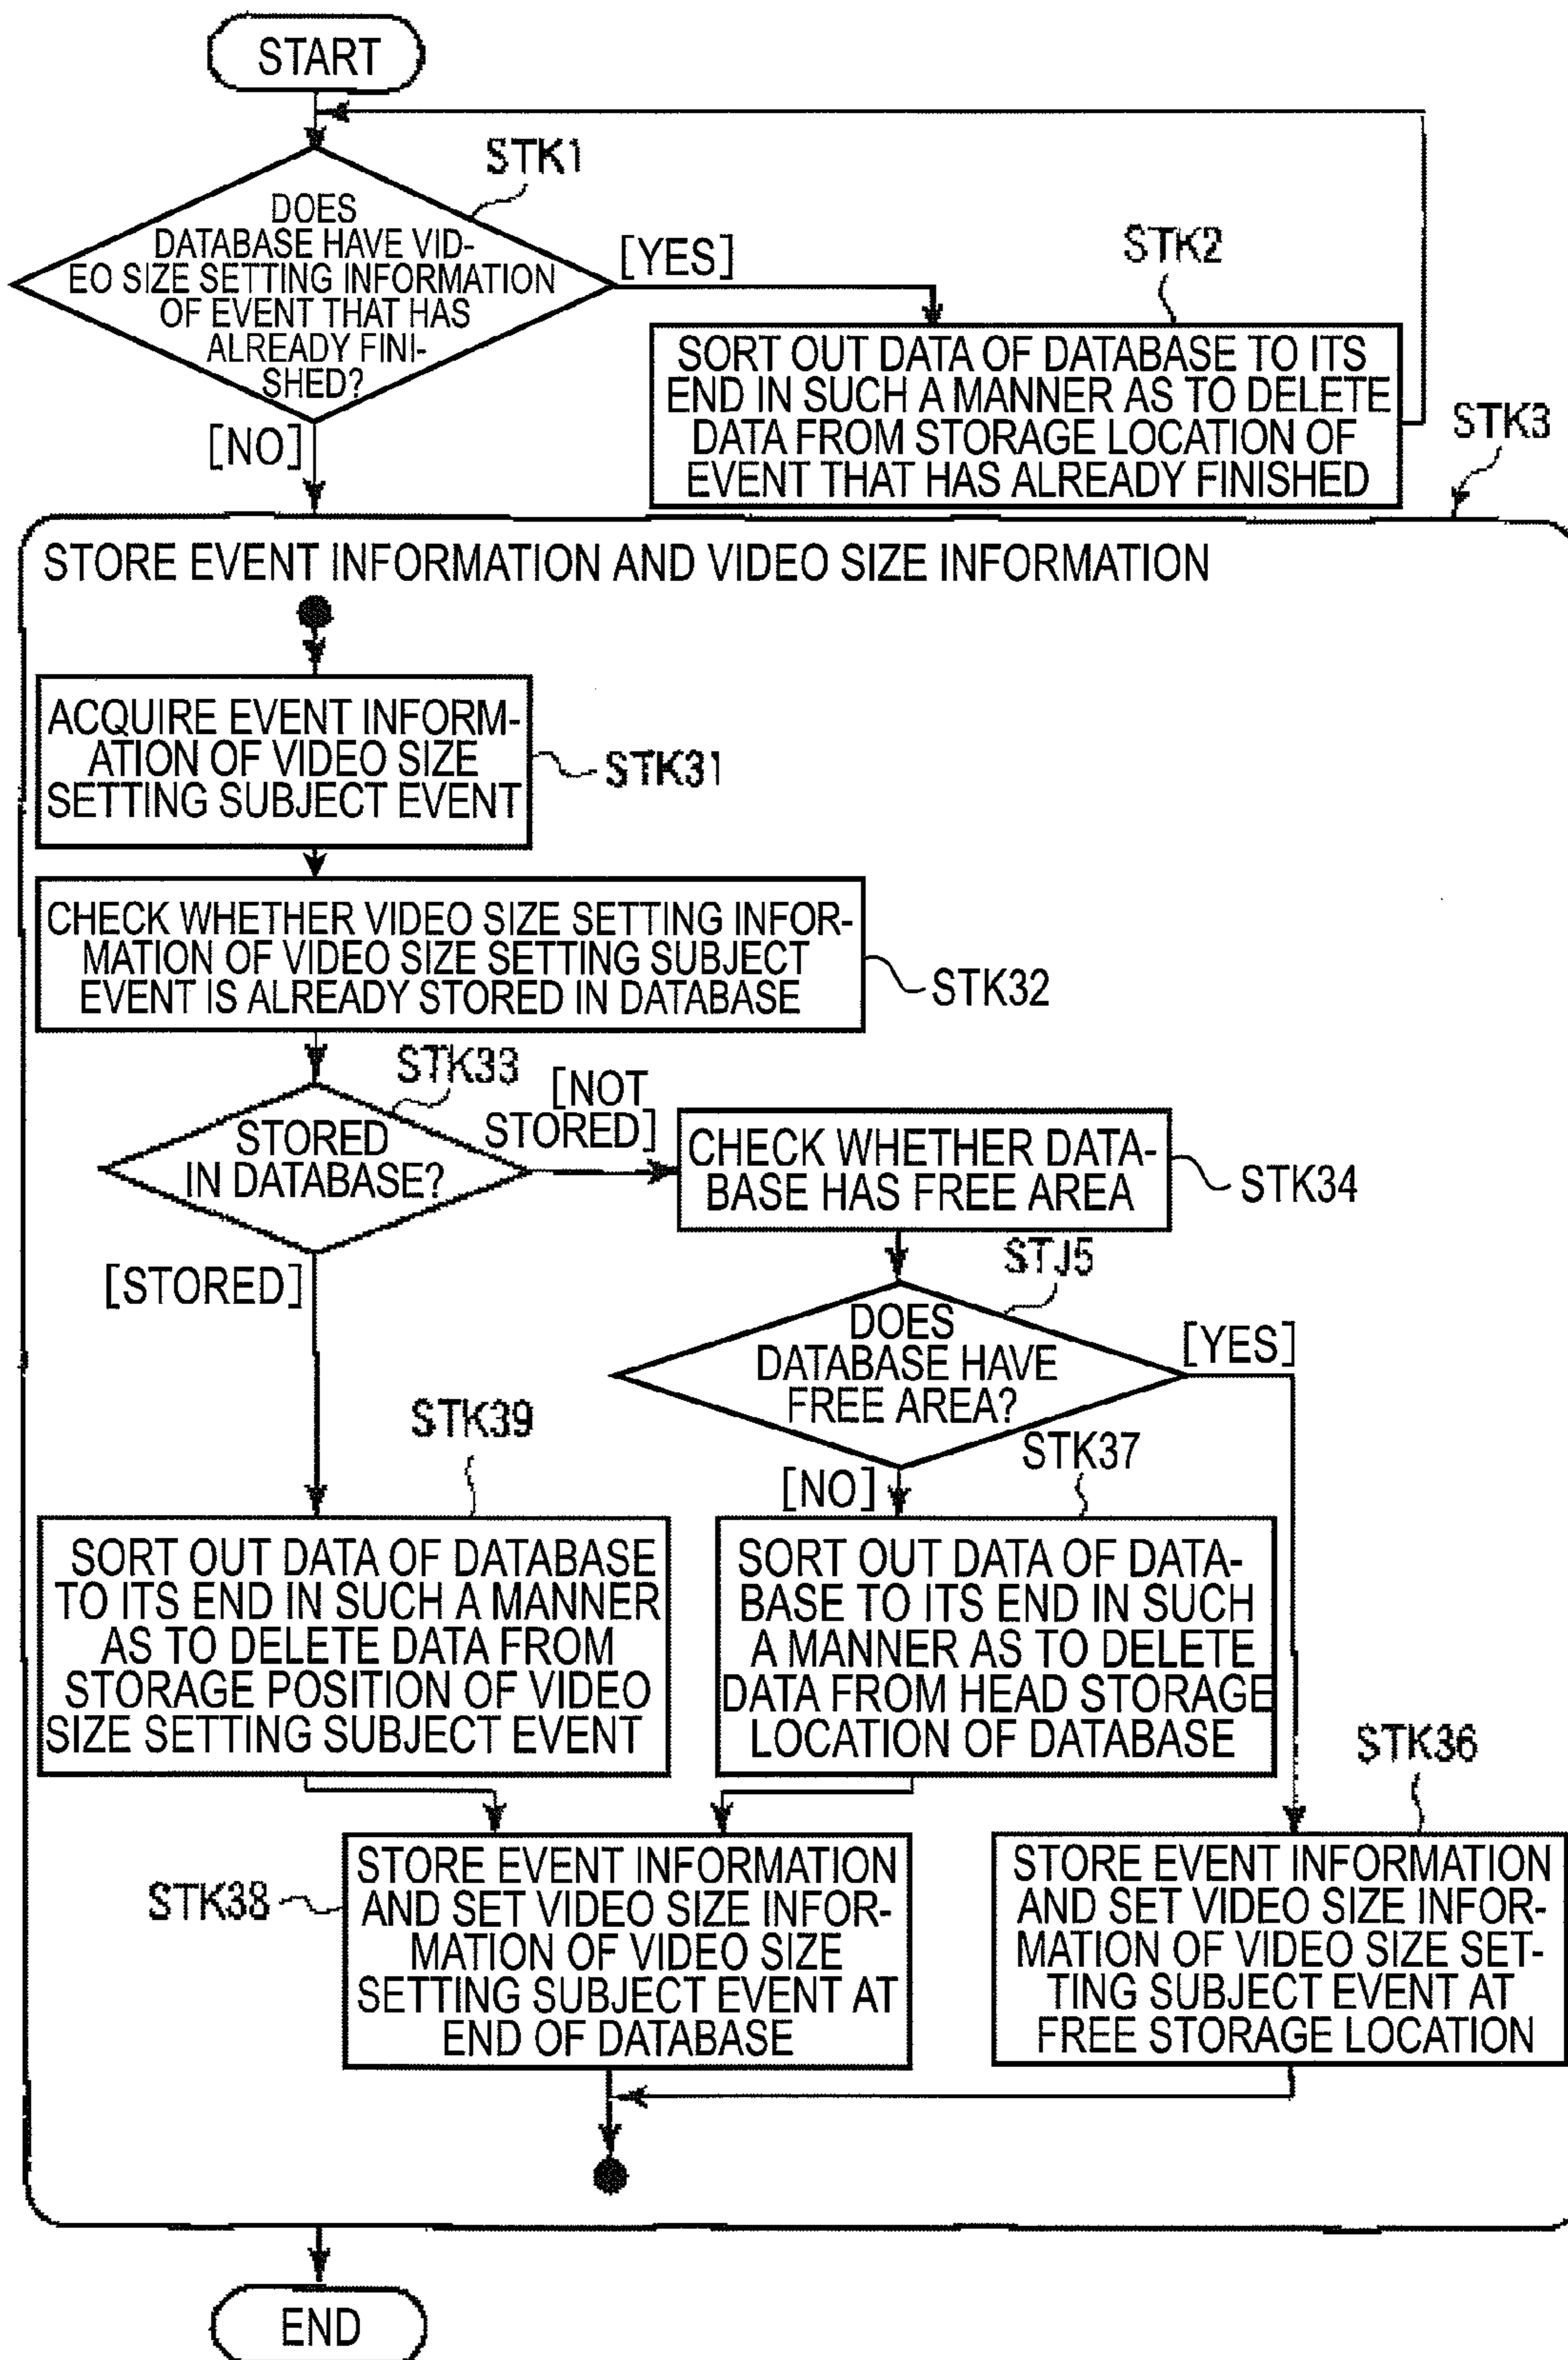 START
STK1
DOES
DATABASE HAVE VID-
EO SIZE SETTING INFORMATION
OF EVENT THAT HAS
ALREADY FINI-
SHED?
[YES]
[NO]
STK2
SORT OUT DATA OF DATABASE TO ITS
END IN SUCH A MANNER AS TO DELETE
DATA FROM STORAGE LOCATION OF
EVENT THAT HAS ALREADY FINISHED
STK3
STORE EVENT INFORMATION AND VIDEO SIZE INFORMATION
ACQUIRE EVENT INFORM-
ATION OF VIDEO SIZE
SETTING SUBJECT EVENT
STK31
CHECK WHETHER VIDEO SIZE SETTING INFOR-
MATION OF VIDEO SIZE SETTING SUBJECT
EVENT IS ALREADY STORED IN DATABASE
STK32
STK33
STORED
IN DATABASE?
[NOT
STORED]
[STORED]
CHECK WHETHER DATA-
BASE HAS FREE AREA
STK34
STJ5
DOES
DATABASE HAVE
FREE AREA?
[YES]
[NO]
STK39
SORT OUT DATA OF DATABASE
TO ITS END IN SUCH A MANNER
AS TO DELETE DATA FROM
STORAGE POSITION OF VIDEO
SIZE SETTING SUBJECT EVENT
STK37
SORT OUT DATA OF DATA-
BASE TO ITS END IN SUCH
A MANNER AS TO DELETE
DATA FROM HEAD STORAGE
LOCATION OF DATABASE
STK38
STORE EVENT INFORMATION
AND SET VIDEO SIZE INFOR-
MATION OF VIDEO SIZE
SETTING SUBJECT EVENT AT
END OF DATABASE
STK36
STORE EVENT INFORMATION
AND SET VIDEO SIZE INFOR-
MATION OF VIDEO SIZE SET-
TING SUBJECT EVENT AT
FREE STORAGE LOCATION
END